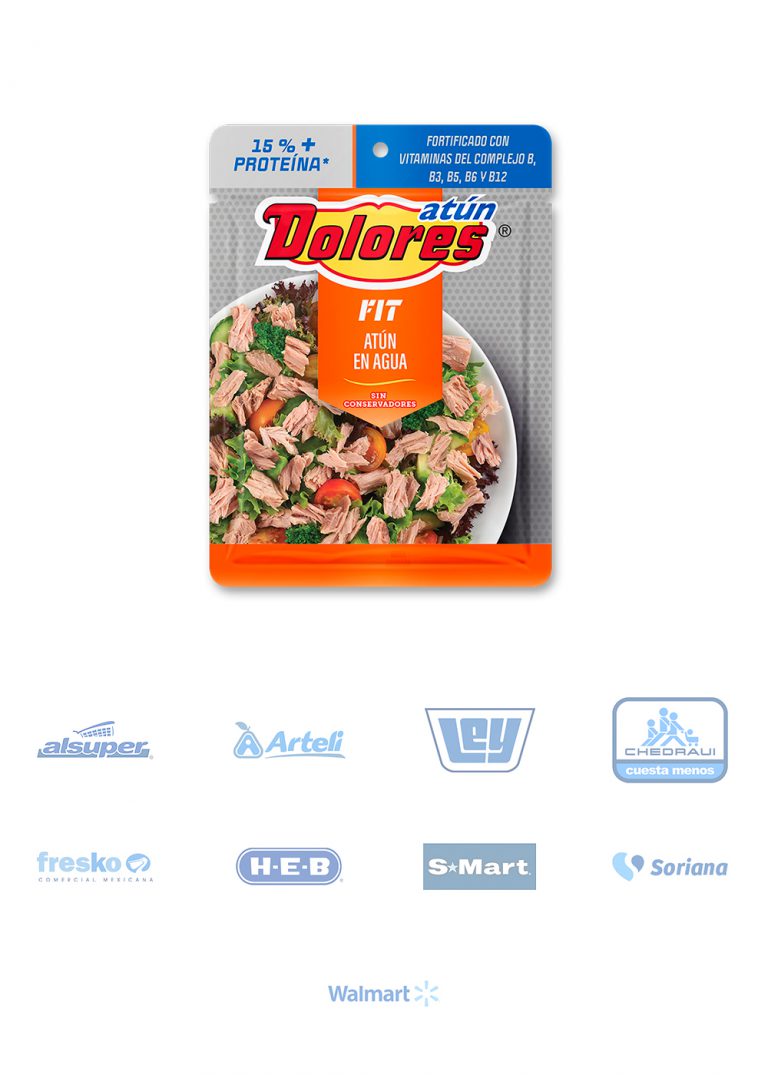 15 % +
PROTEÍNA*
FORTIFICADO CON
VITAMINAS DEL COMPLEJO B,
B3, B5, B6 Y B12
atún
Dolores ®
FIT
ATÚN
EN AGUA
SIN
CONSERVADORES
alsuper®
Arteli
Ley
CHEDRAUI
cuesta menos
fresko
COMERCIAL MEXICANA
H-E-B®
S★Mart
Soriana
Walmart